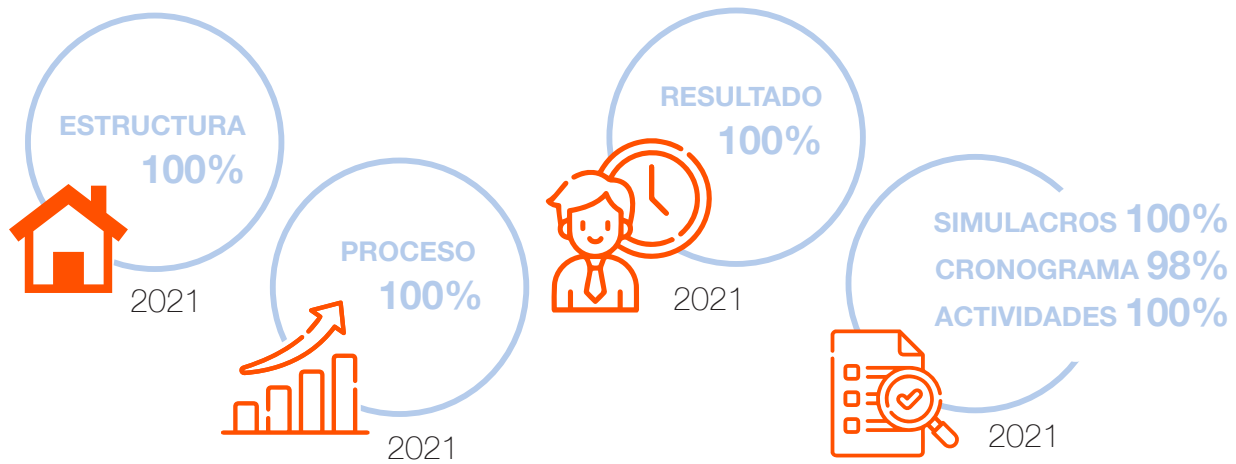 ESTRUCTURA
100%
2021
PROCESO
100%
2021
RESULTADO
100%
2021
SIMULACROS 100%
CRONOGRAMA 98%
ACTIVIDADES 100%
2021